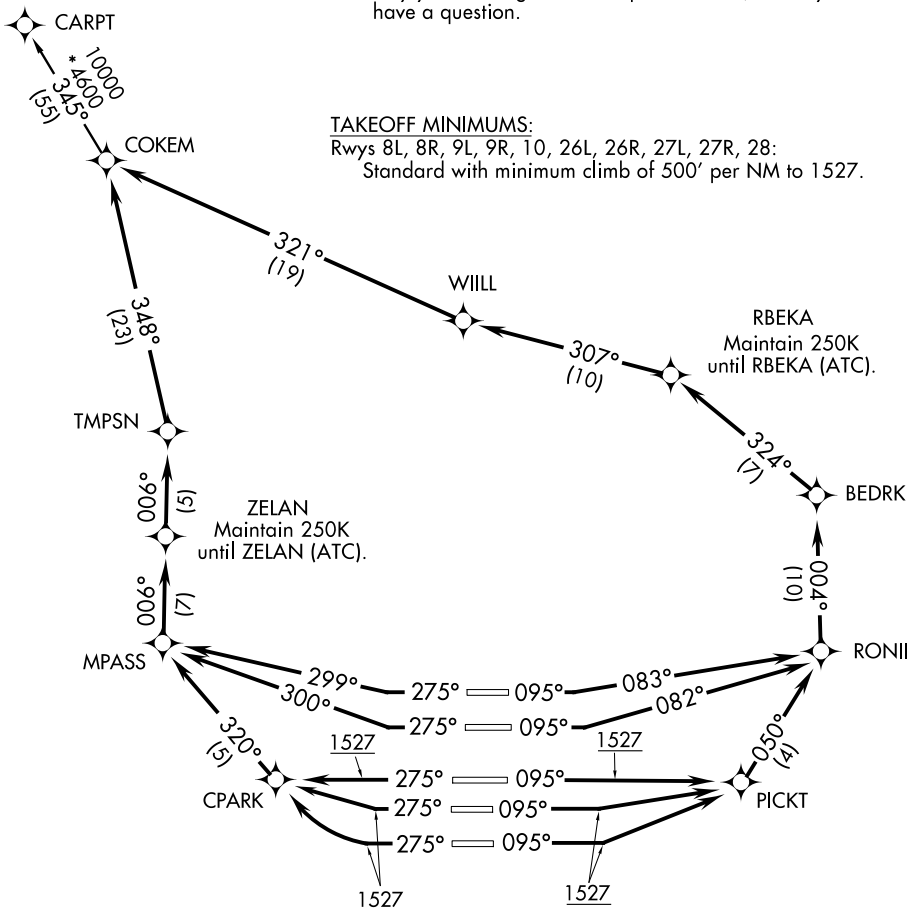 have a question.
CARPT
10000
*4600
345°
(55)
COKEM
TAKEOFF MINIMUMS:
Rwys 8L, 8R, 9L, 9R, 10, 26L, 26R, 27L, 27R, 28:
Standard with minimum climb of 500' per NM to 1527.
321°
(19)
WIILL
348°
(23)
307°
(10)
RBEKA
Maintain 250K
until RBEKA (ATC).
TMPSN
324°
(7)
BEDRK
006°
(5)
ZELAN
Maintain 250K
until ZELAN (ATC).
004°
(10)
006°
(7)
MPASS
RONII
299°
275° 095°
083°
300°
275° 095°
082°
320°
(5)
1527
1527
050°
(4)
CPARK
275° 095°
PICKT
275° 095°
275° 095°
1527
1527